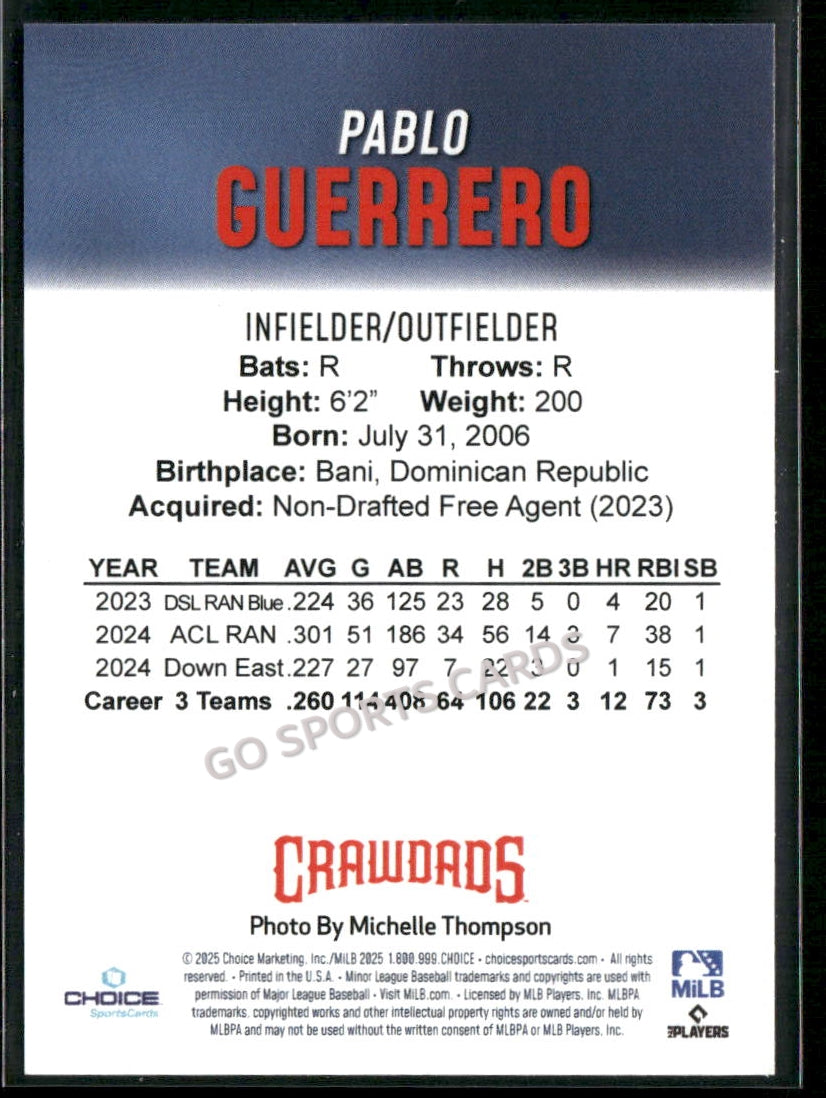 PABLO
GUERRERO
INFIELDER/OUTFIELDER
Bats: R Throws: R
Height: 6'2" Weight: 200
Born: July 31, 2006
Birthplace: Bani, Dominican Republic
Acquired: Non-Drafted Free Agent (2023)
YEAR TEAM AVG G AB R H 2B 3B HR RBI SB
2023 DSL RAN Blue .224 36 125 23 28 5 0 4 20 1
2024 ACL RAN .301 51 186 34 56 14 3 7 38 1
2024 Down East .227 27 97 7 22 3 0 1 15 1
Career 3 Teams .260 114 408 64 106 22 3 12 73 3
GO SPORTS CARDS
CRAWDADS
Photo By Michelle Thompson
© 2025 Choice Marketing, Inc./MiLB 2025 1.800.999.CHOICE • choicesportscards.com • All rights
reserved. • Printed in the U.S.A. • Minor League Baseball trademarks and copyrights are used with
permission of Major League Baseball • Visit MiLB.com. • Licensed by MLB Players, Inc. MLBPA
trademarks, copyrighted works and other intellectual property rights are owned and/or held by
MLBPA and may not be used without the written consent of MLBPA or MLB Players, Inc.
CHOICE
SportsCards
MiLB
PLAYERS